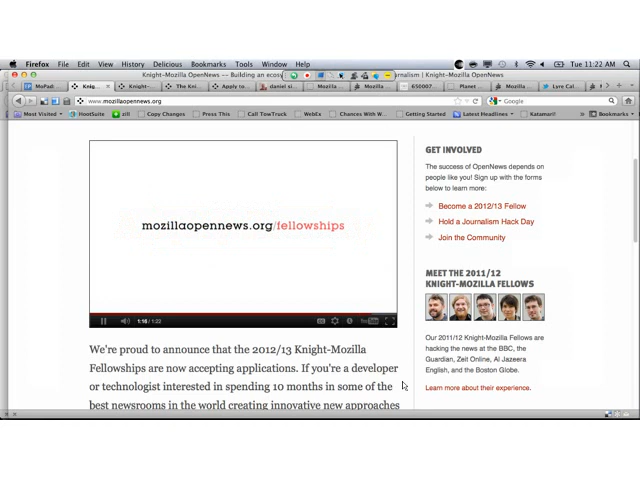 Firefox File Edit View History Delicious Bookmarks Tools Window Help Tue 11:22 AM
Knight-Mozilla OpenNews -- Building an ecosy rnalism | Knight-Mozilla OpenNews
MoPad Knig... Knight-... The Kni... Apply to... daniel si... Mozilla ... Mozilla ... 650007... Planet ... Mozilla ... Lyre Cal...
www.mozillaopennews.org Google
Most Visited HootSuite zill Copy Changes Press This Call TowTruck WebEx Chances With W... Getting Started Latest Headlines Katamari! Bookmarks
mozillaopennews.org/fellowships
1:16 / 1:22
We're proud to announce that the 2012/13 Knight-Mozilla
Fellowships are now accepting applications. If you're a developer
or technologist interested in spending 10 months in some of the
best newsrooms in the world creating innovative new approaches
GET INVOLVED
The success of OpenNews depends on
people like you! Sign up with the forms
below to learn more:
Become a 2012/13 Fellow
Hold a Journalism Hack Day
Join the Community
MEET THE 2011/12
KNIGHT-MOZILLA FELLOWS
Our 2011/12 Knight-Mozilla Fellows are
hacking the news at the BBC, the
Guardian, Zeit Online, Al Jazeera
English, and the Boston Globe.
Learn more about their experience.